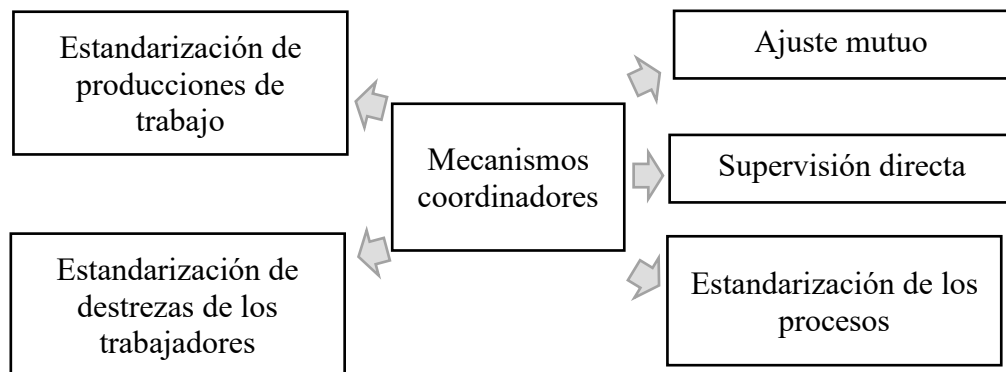 Estandarización de
producciones de
trabajo
Ajuste mutuo
Mecanismos
coordinadores
Supervisión directa
Estandarización de
destrezas de los
trabajadores
Estandarización de los
procesos